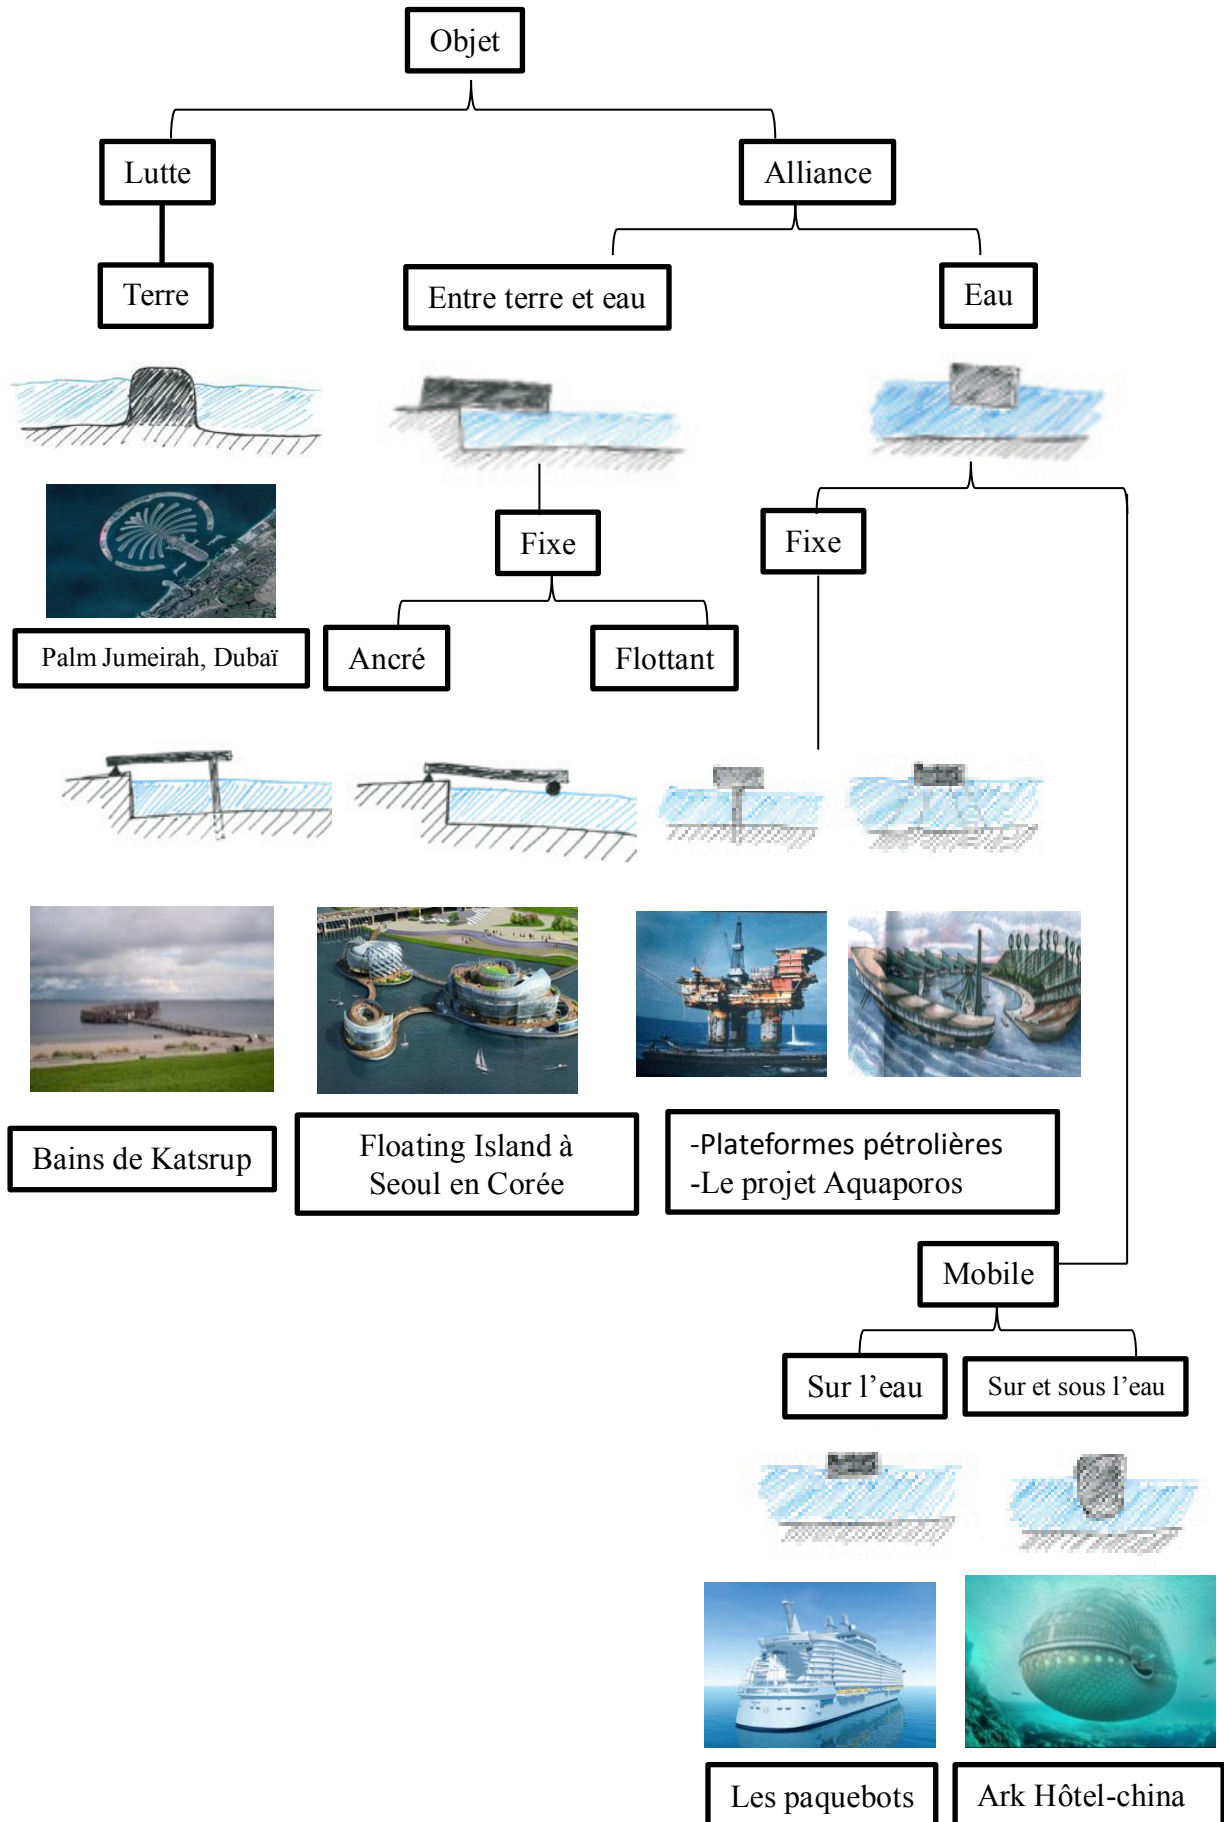 Objet
Lutte
Alliance
Terre
Entre terre et eau
Eau
Fixe
Fixe
Palm Jumeirah, Dubaï
Ancré
Flottant
Bains de Katsrup
Floating Island à
Seoul en Corée
-Plateformes pétrolières
-Le projet Aquaporos
Mobile
Sur l’eau
Sur et sous l’eau
Les paquebots
Ark Hôtel-china